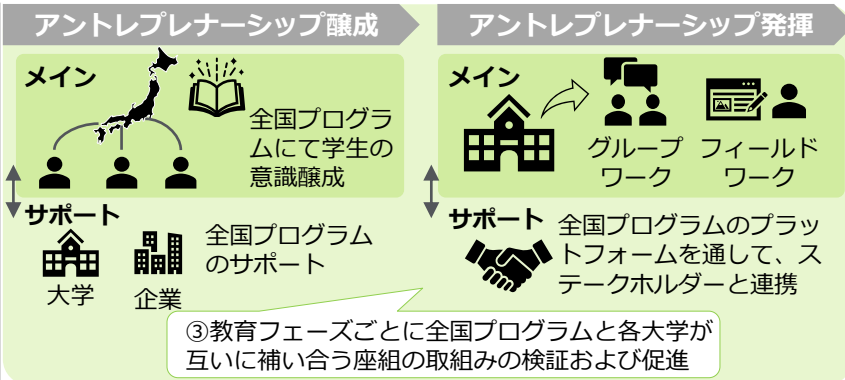 アントレプレナーシップ醸成
メイン
全国プログラ
ムにて学生の
意識醸成
サポート
大学
企業
全国プログラム
のサポート
アントレプレナーシップ発揮
メイン
グループ
ワーク
フィールド
ワーク
サポート
全国プログラムのプラッ
トフォームを通して、ス
テークホルダーと連携
③教育フェーズごとに全国プログラムと各大学が
互いに補い合う座組の取組みの検証および促進